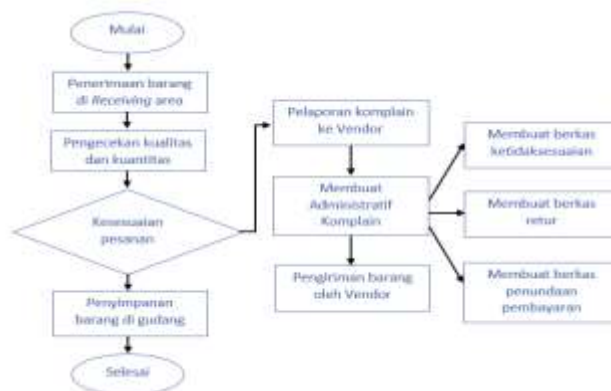 Mulai
Penerimaan barang
di Receiving area
Pengecekan kualitas
dan kuantitas
Kesesuaian
pesanan
Penyimpanan
barang di gudang
Selesai
Pelaporan komplain
ke Vendor
Membuat
Administratif
Komplain
Pengiriman barang
oleh Vendor
Membuat berkas
ketidaksesuaian
Membuat berkas
retur
Membuat berkas
penundaan
pembayaran